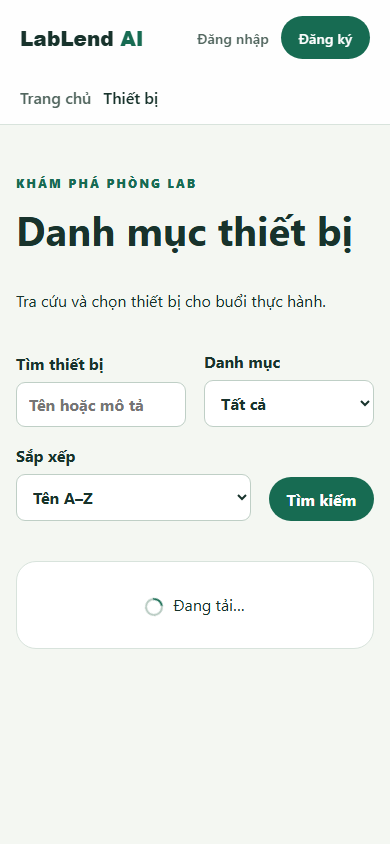 LabLend AI
Đăng nhập
Đăng ký
Trang chủ
Thiết bị
KHÁM PHÁ PHÒNG LAB
Danh mục thiết bị
Tra cứu và chọn thiết bị cho buổi thực hành.
Tìm thiết bị
Tên hoặc mô tả
Danh mục
Tất cả
Sắp xếp
Tên A–Z
Tìm kiếm
Đang tải...